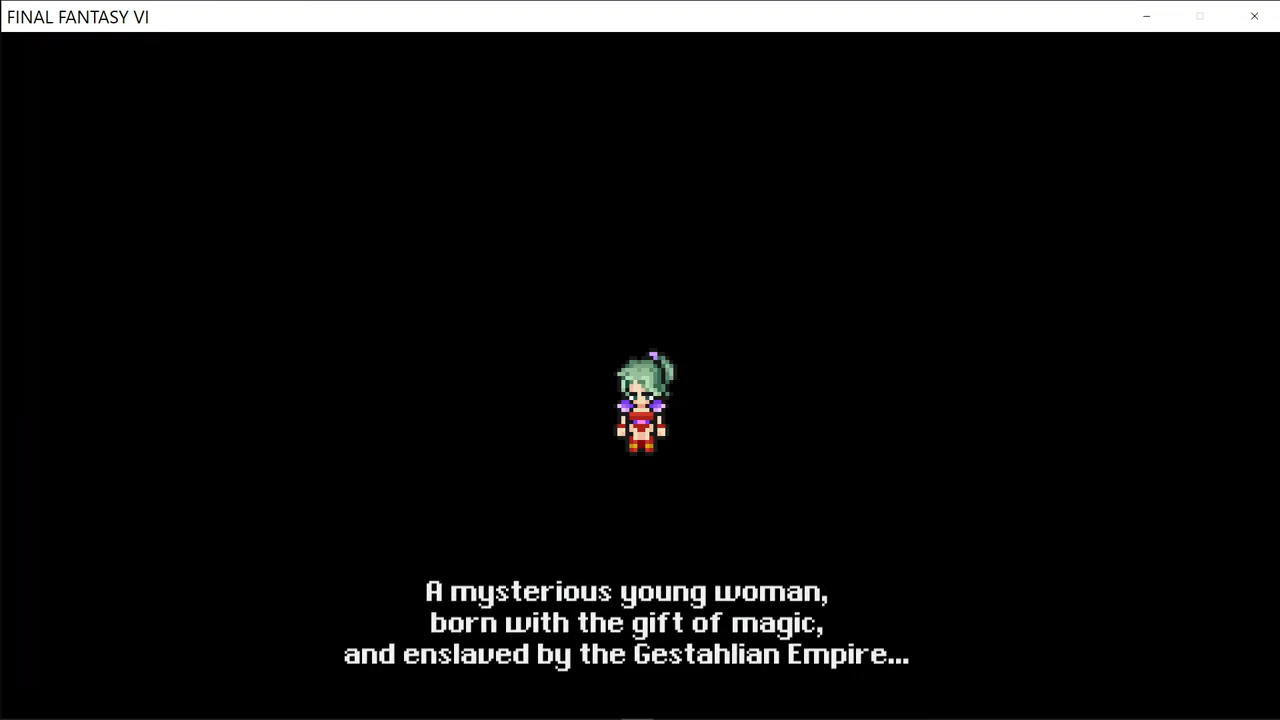 FINAL FANTASY VI
A mysterious young woman,
born with the gift of magic,
and enslaved by the Gestahlian Empire...